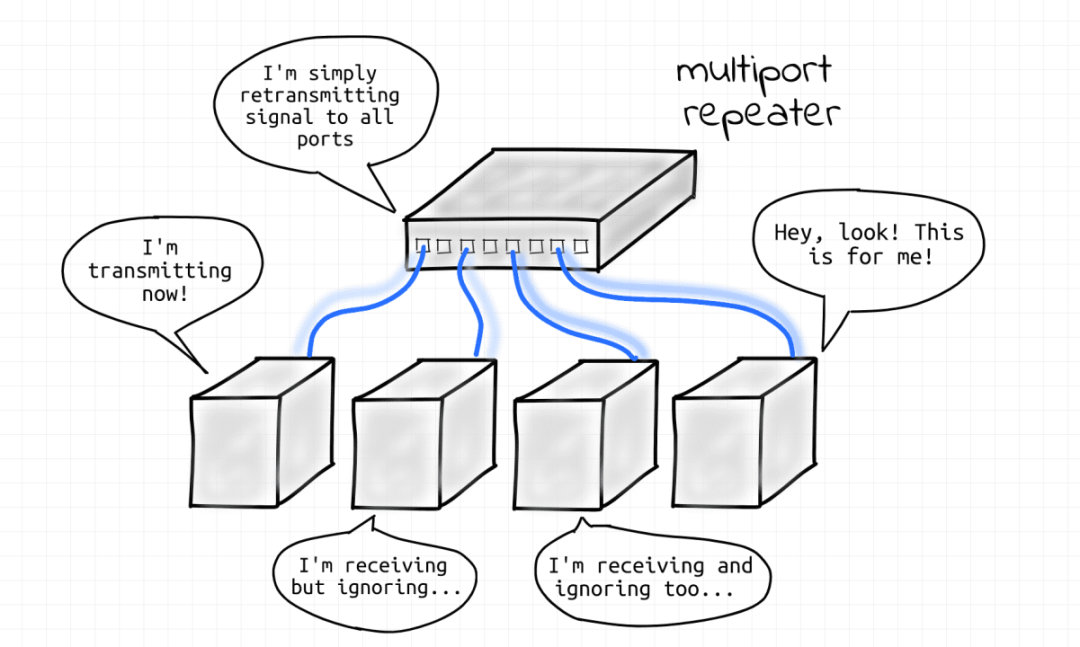 I'm simply
retransmitting
signal to all
ports
multiport
repeater
I'm
transmitting
now!
Hey, look! This
is for me!
I'm receiving
but ignoring...
I'm receiving and
ignoring too...